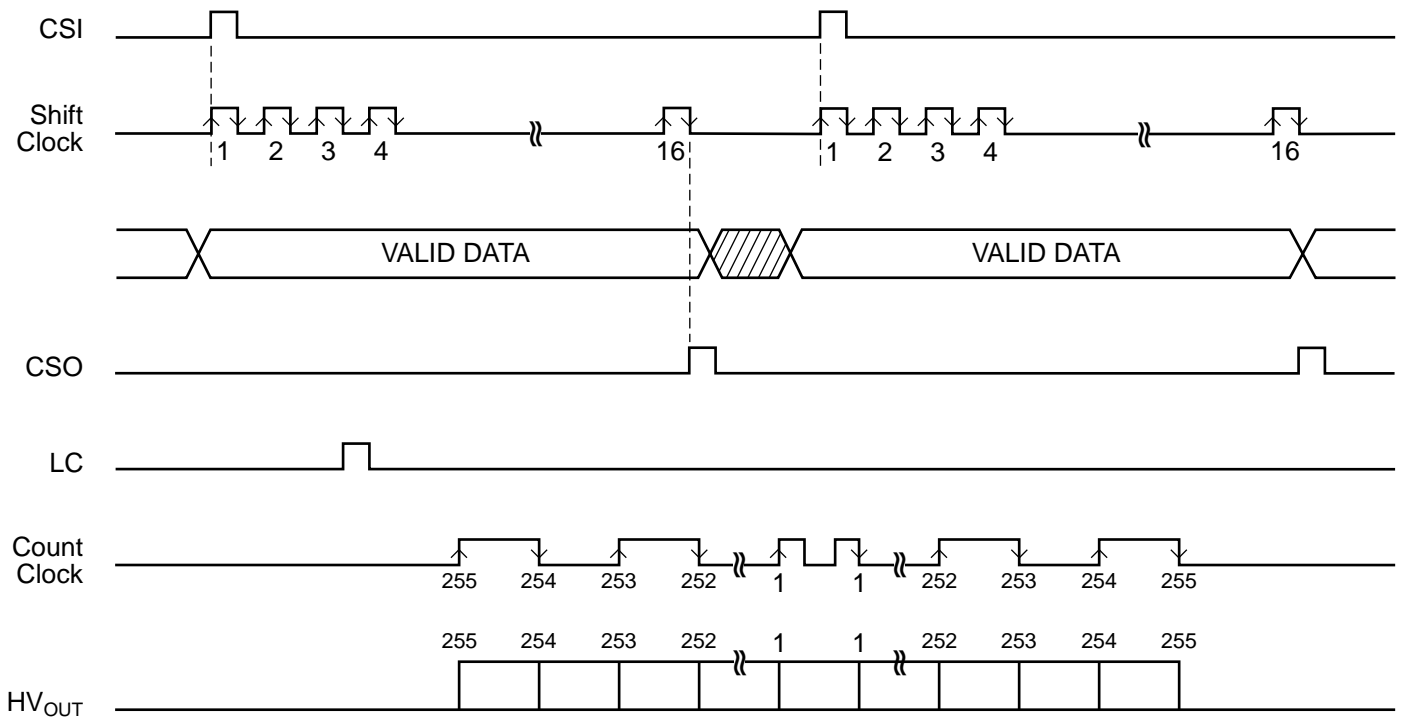 CSI
Shift
Clock
1 2 3 4 16 1 2 3 4 16
VALID DATA VALID DATA
CSO
LC
Count
Clock
255 254 253 252 1 1 252 253 254 255
255 254 253 252 1 1 252 253 254 255
HVOUT